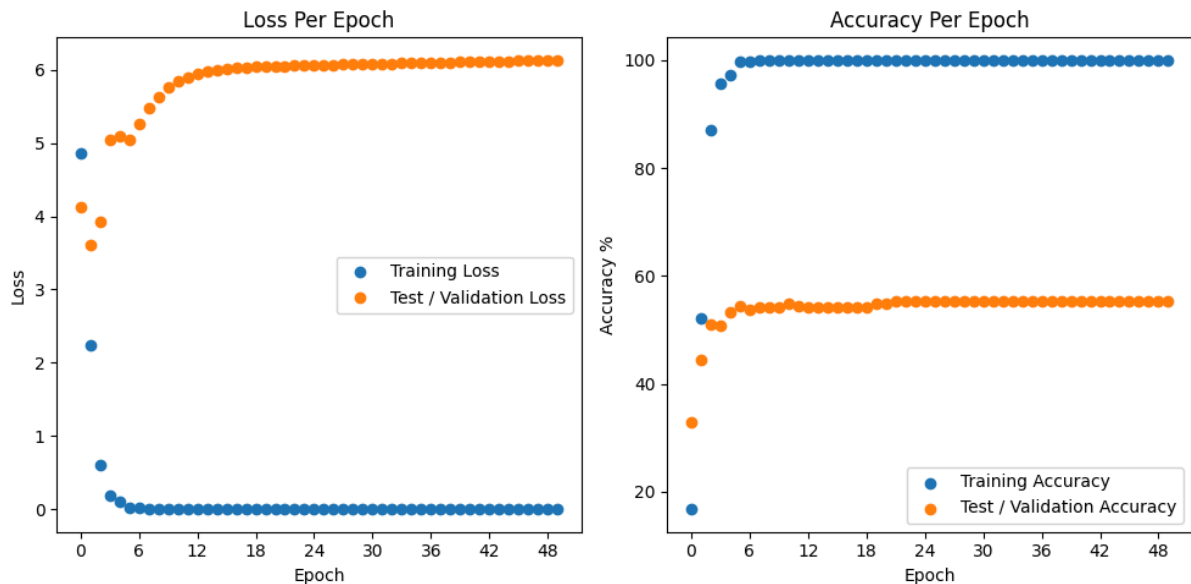 Loss Per Epoch
6
5
4
3
2
1
0
Loss
Training Loss
Test / Validation Loss
0 6 12 18 24 30 36 42 48
Epoch
Accuracy Per Epoch
100
80
60
40
20
Accuracy %
Training Accuracy
Test / Validation Accuracy
0 6 12 18 24 30 36 42 48
Epoch